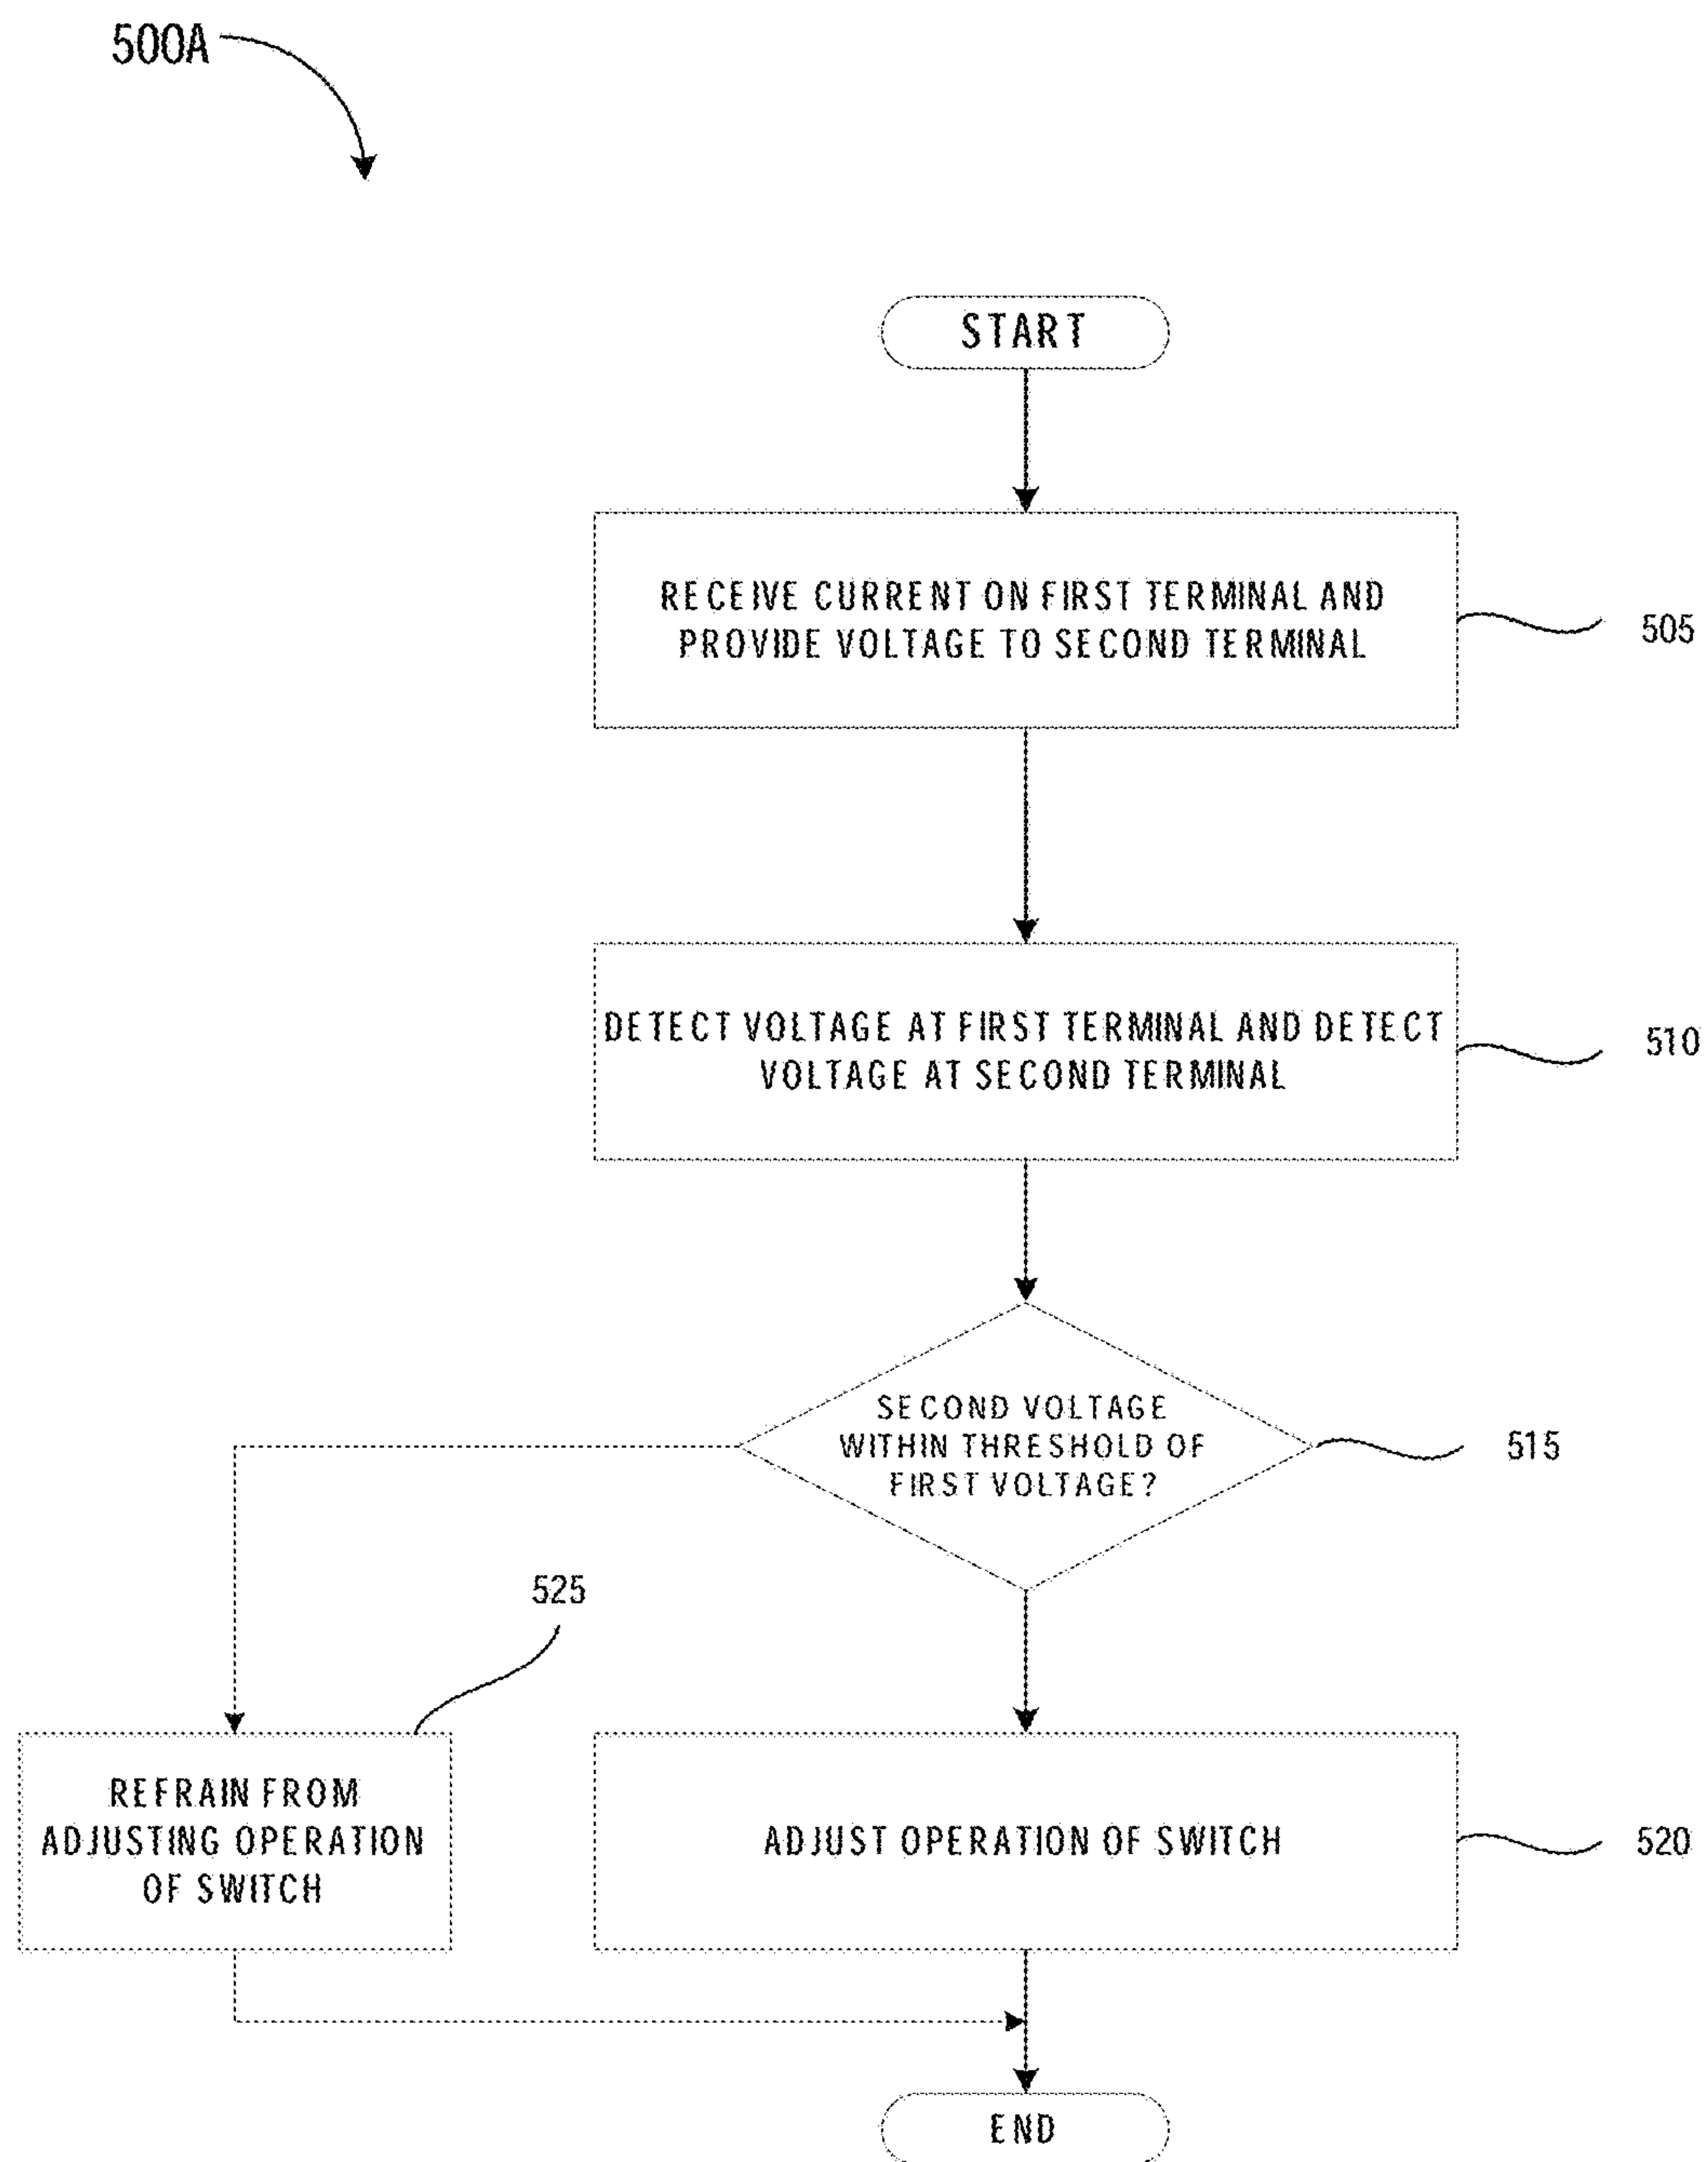 500A
START
RECEIVE CURRENT ON FIRST TERMINAL AND
PROVIDE VOLTAGE TO SECOND TERMINAL
505
DETECT VOLTAGE AT FIRST TERMINAL AND DETECT
VOLTAGE AT SECOND TERMINAL
510
SECOND VOLTAGE
WITHIN THRESHOLD OF
FIRST VOLTAGE?
515
525
REFRAIN FROM
ADJUSTING OPERATION
OF SWITCH
ADJUST OPERATION OF SWITCH
520
END